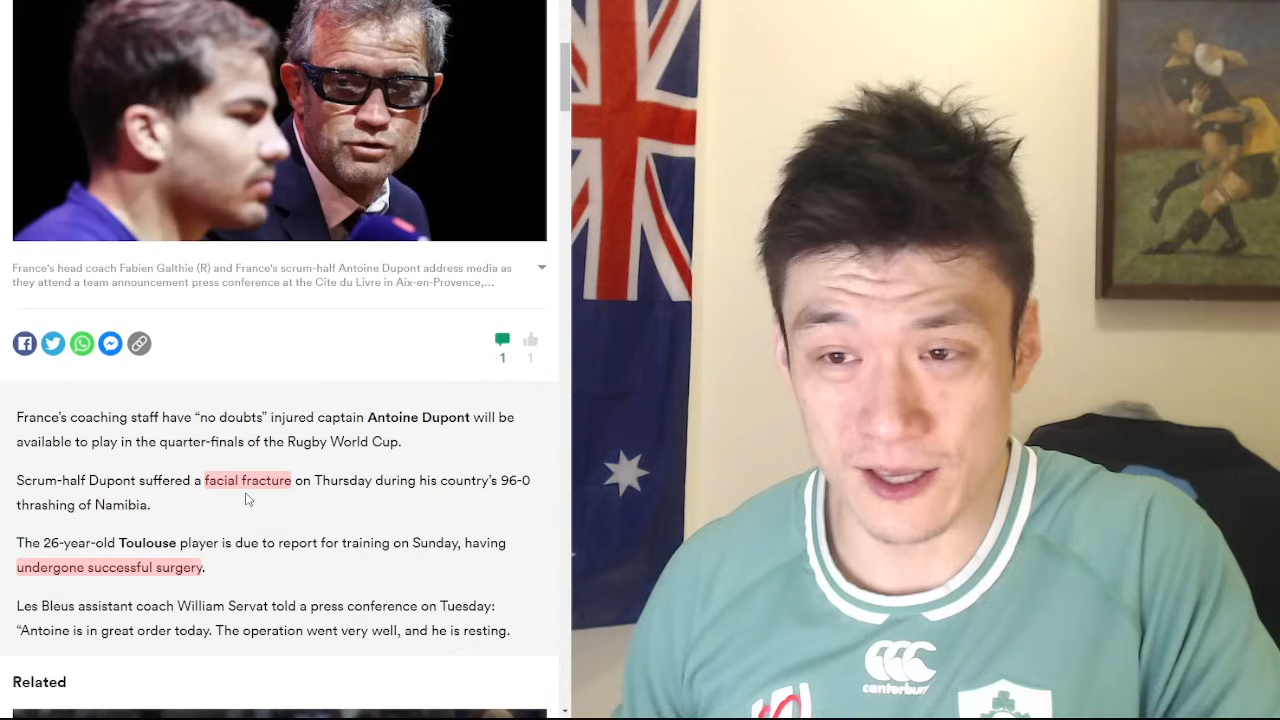 France's head coach Fabien Galthie (R) and France's scrum-half Antoine Dupont address media as
they attend a team announcement press conference at the Cite du Livre in Aix-en-Provence,...
1
1
France's coaching staff have “no doubts” injured captain Antoine Dupont will be
available to play in the quarter-finals of the Rugby World Cup.
Scrum-half Dupont suffered a facial fracture on Thursday during his country's 96-0
thrashing of Namibia.
The 26-year-old Toulouse player is due to report for training on Sunday, having
undergone successful surgery.
Les Bleus assistant coach William Servat told a press conference on Tuesday:
“Antoine is in great order today. The operation went very well, and he is resting.
Related
canterbury